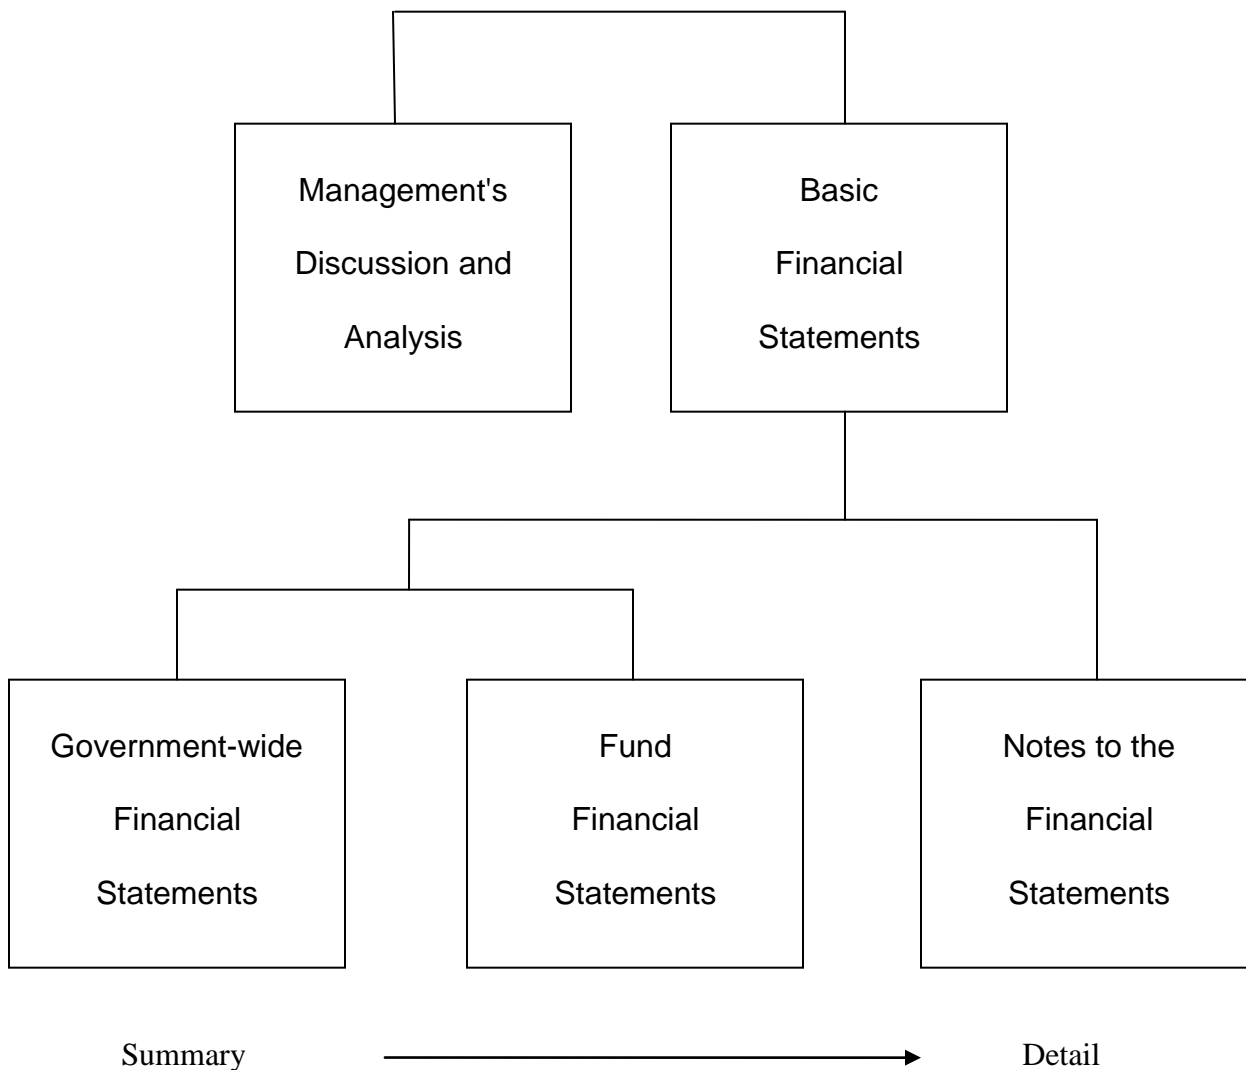 Management's
Discussion and
Analysis
Basic
Financial
Statements
Government-wide
Financial
Statements
Fund
Financial
Statements
Notes to the
Financial
Statements
Summary
Detail